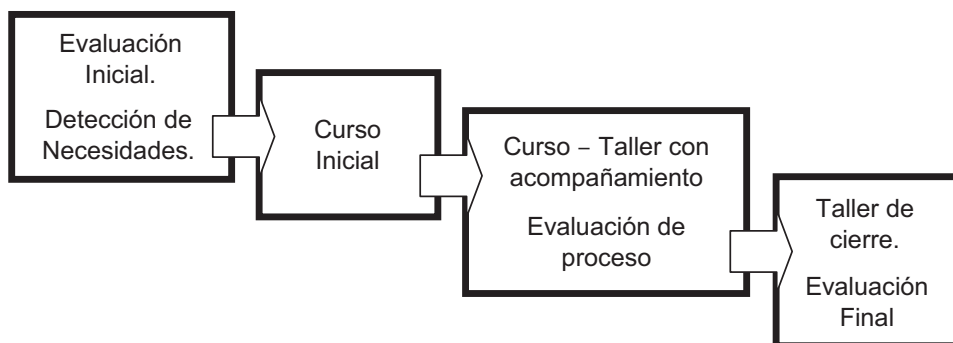 Evaluación
Inicial.
Detección de
Necesidades.
Curso
Inicial
Curso – Taller con
acompañamiento
Evaluación de
proceso
Taller de
cierre.
Evaluación
Final